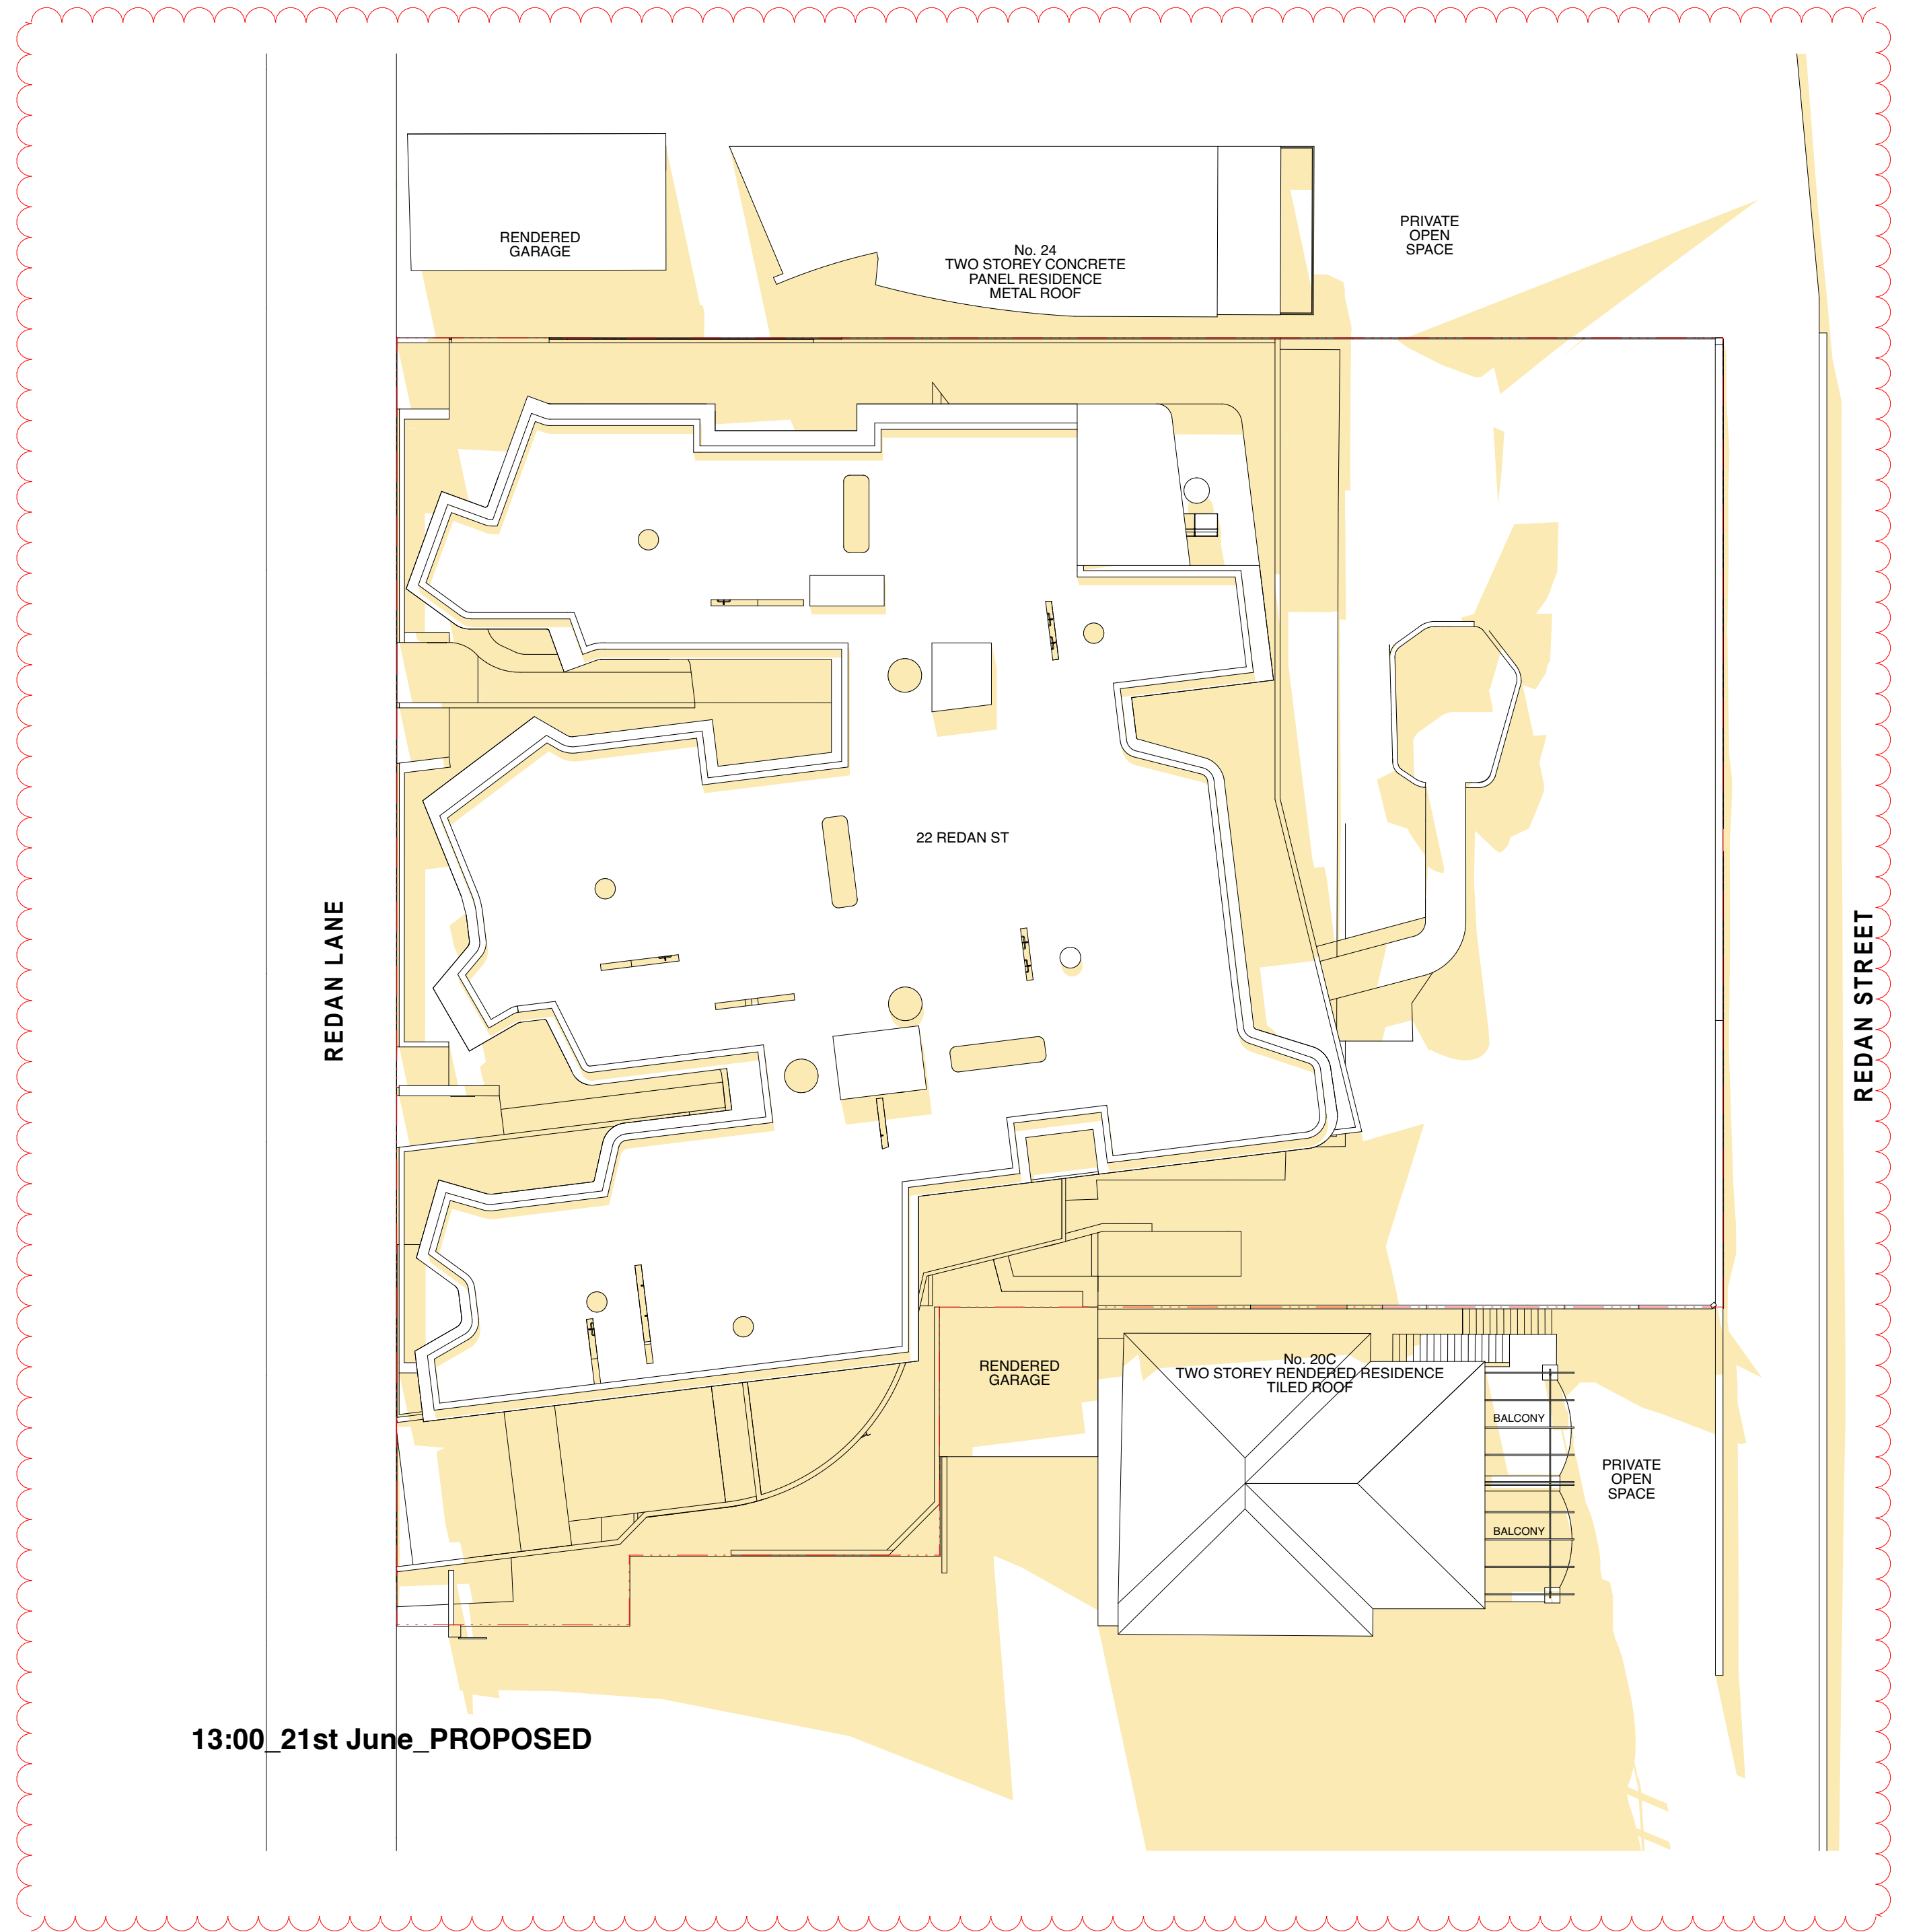 RENDERED
GARAGE
No. 24
TWO STOREY CONCRETE
PANEL RESIDENCE
METAL ROOF
PRIVATE
OPEN
SPACE
22 REDAN ST
REDAN LANE
REDAN STREET
RENDERED
GARAGE
No. 20C
TWO STOREY RENDERED RESIDENCE
TILED ROOF
BALCONY
PRIVATE
OPEN
SPACE
BALCONY
13:00_21st June_PROPOSED